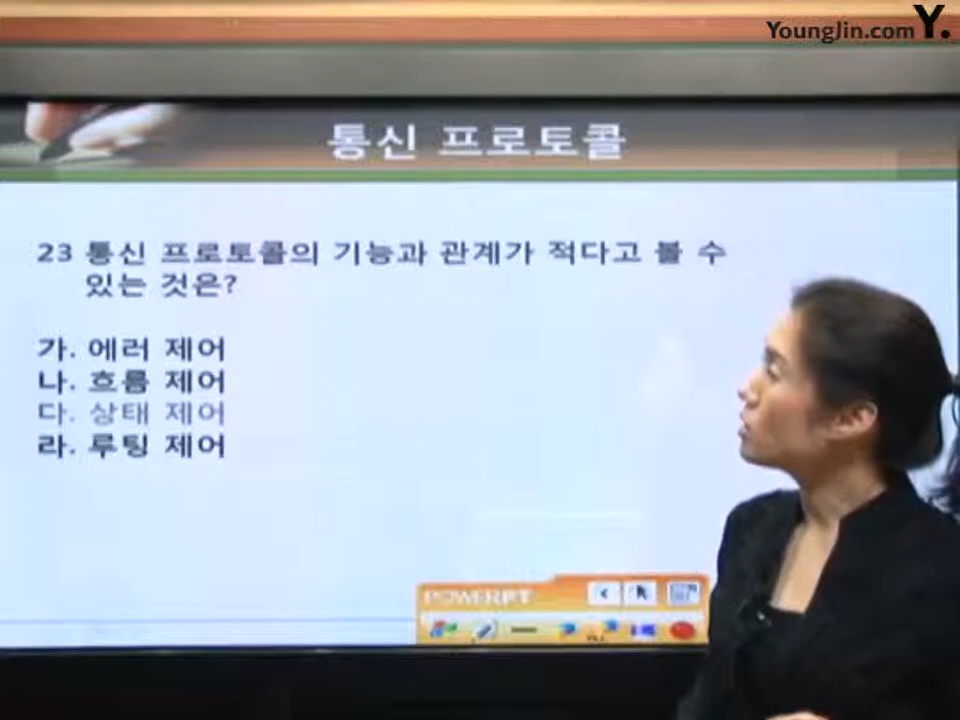 YoungJin.com Y.
통신 프로토콜
23 통신 프로토콜의 기능과 관계가 적다고 볼 수
있는 것은?
가. 에러 제어
나. 흐름 제어
다. 상태 제어
라. 루팅 제어
POWERPT